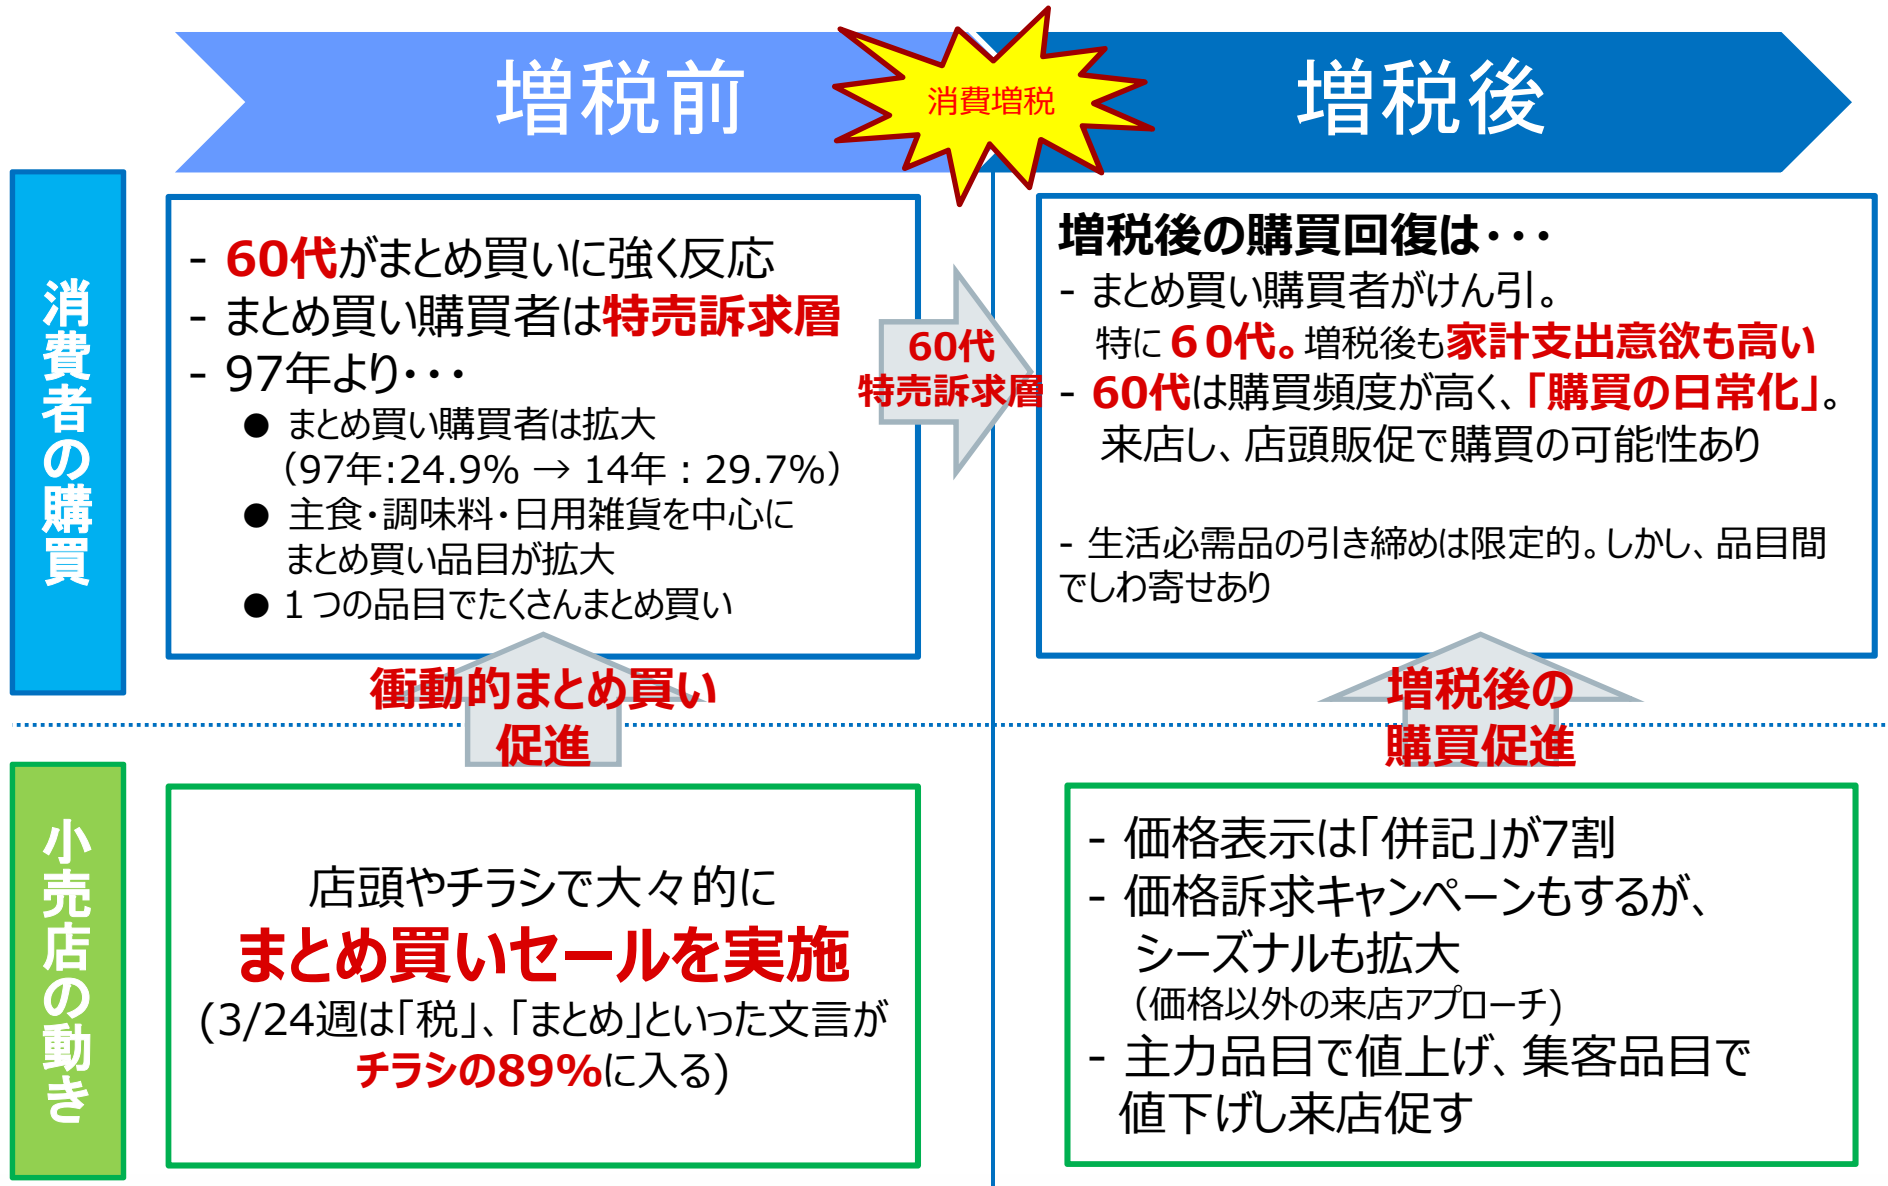 増税前
消費増税
増税後
消費者の購買
- 60代がまとめ買いに強く反応
- まとめ買い購買者は特売訴求層
- 97年より・・・
● まとめ買い購買者は拡大
（97年:24.9% → 14年：29.7%）
● 主食・調味料・日用雑貨を中心に
まとめ買い品目が拡大
● １つの品目でたくさんまとめ買い
60代
特売訴求層
増税後の購買回復は・・・
- まとめ買い購買者がけん引。
特に６０代。増税後も家計支出意欲も高い
- 60代は購買頻度が高く、「購買の日常化」。
来店し、店頭販促で購買の可能性あり
- 生活必需品の引き締めは限定的。しかし、品目間
でしわ寄せあり
衝動的まとめ買い
促進
増税後の
購買促進
小売店の動き
店頭やチラシで大々的に
まとめ買いセールを実施
(3/24週は「税」、「まとめ」といった文言が
チラシの89%に入る)
- 価格表示は「併記」が7割
- 価格訴求キャンペーンもするが、
シーズナルも拡大
（価格以外の来店アプローチ)
- 主力品目で値上げ、集客品目で
値下げし来店促す